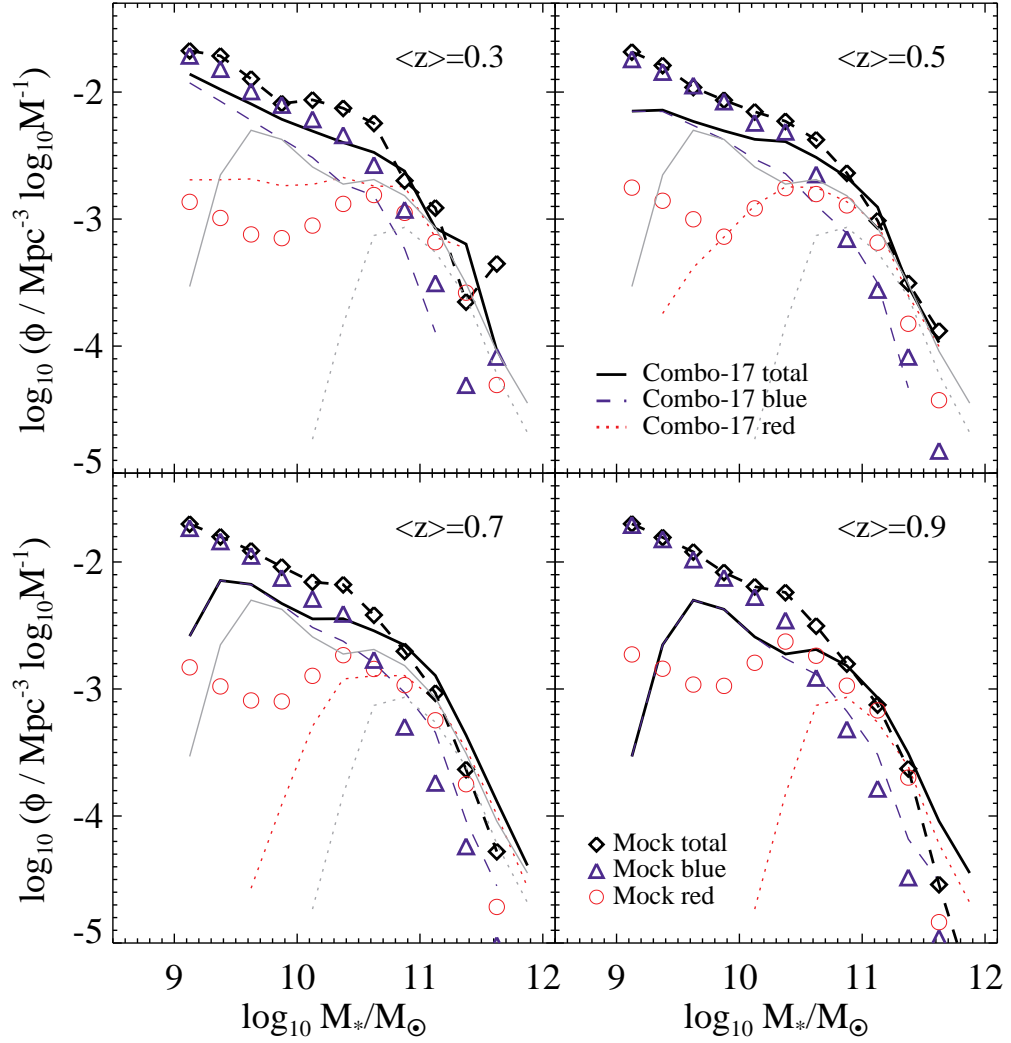 <z>=0.3
<z>=0.5
-2
-3
-4
-5
log₁₀ (ϕ / Mpc⁻³ log₁₀M⁻¹)
Combo-17 total
Combo-17 blue
Combo-17 red
<z>=0.7
<z>=0.9
-2
-3
-4
-5
log₁₀ (ϕ / Mpc⁻³ log₁₀M⁻¹)
Mock total
Mock blue
Mock red
9 10 11 12
9 10 11 12
log₁₀ M*/M⊙
log₁₀ M*/M⊙